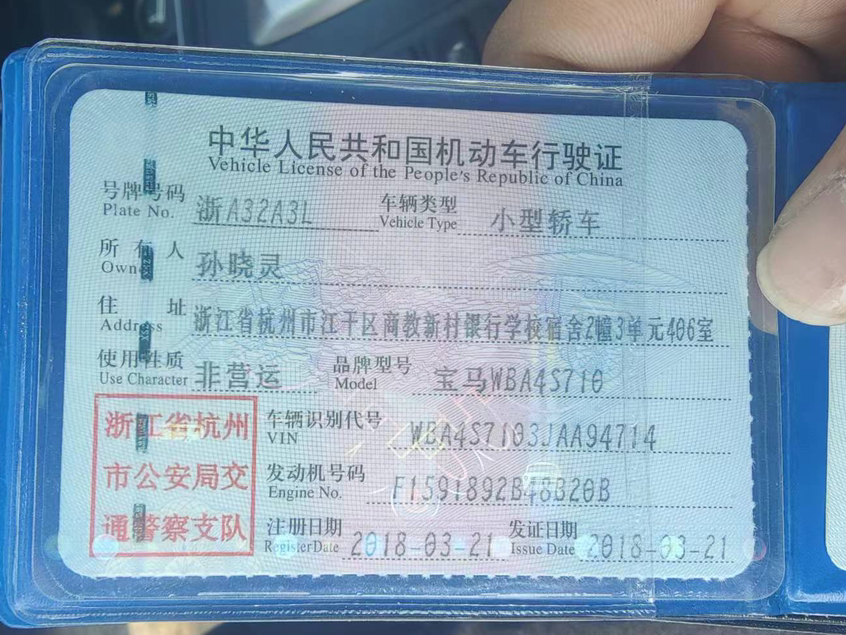 中华人民共和国机动车行驶证
Vehicle License of the People's Republic of China
号牌号码 浙A32A3L 车辆类型 小型轿车
Plate No. Vehicle Type
所有人 孙晓灵
Owner
住址 浙江省杭州市江干区商教新村银行学校宿舍2幢3单元406室
Address
使用性质 非营运 品牌型号 宝马WBA4S710
Use Character Model
浙江省杭州 车辆识别代号 WBA4S7103JAA94714
VIN
市公安局交 发动机号码 F1591892B48B20B
Engine No.
通警察支队 注册日期 2018-03-21 发证日期 2018-03-21
Register Date Issue Date